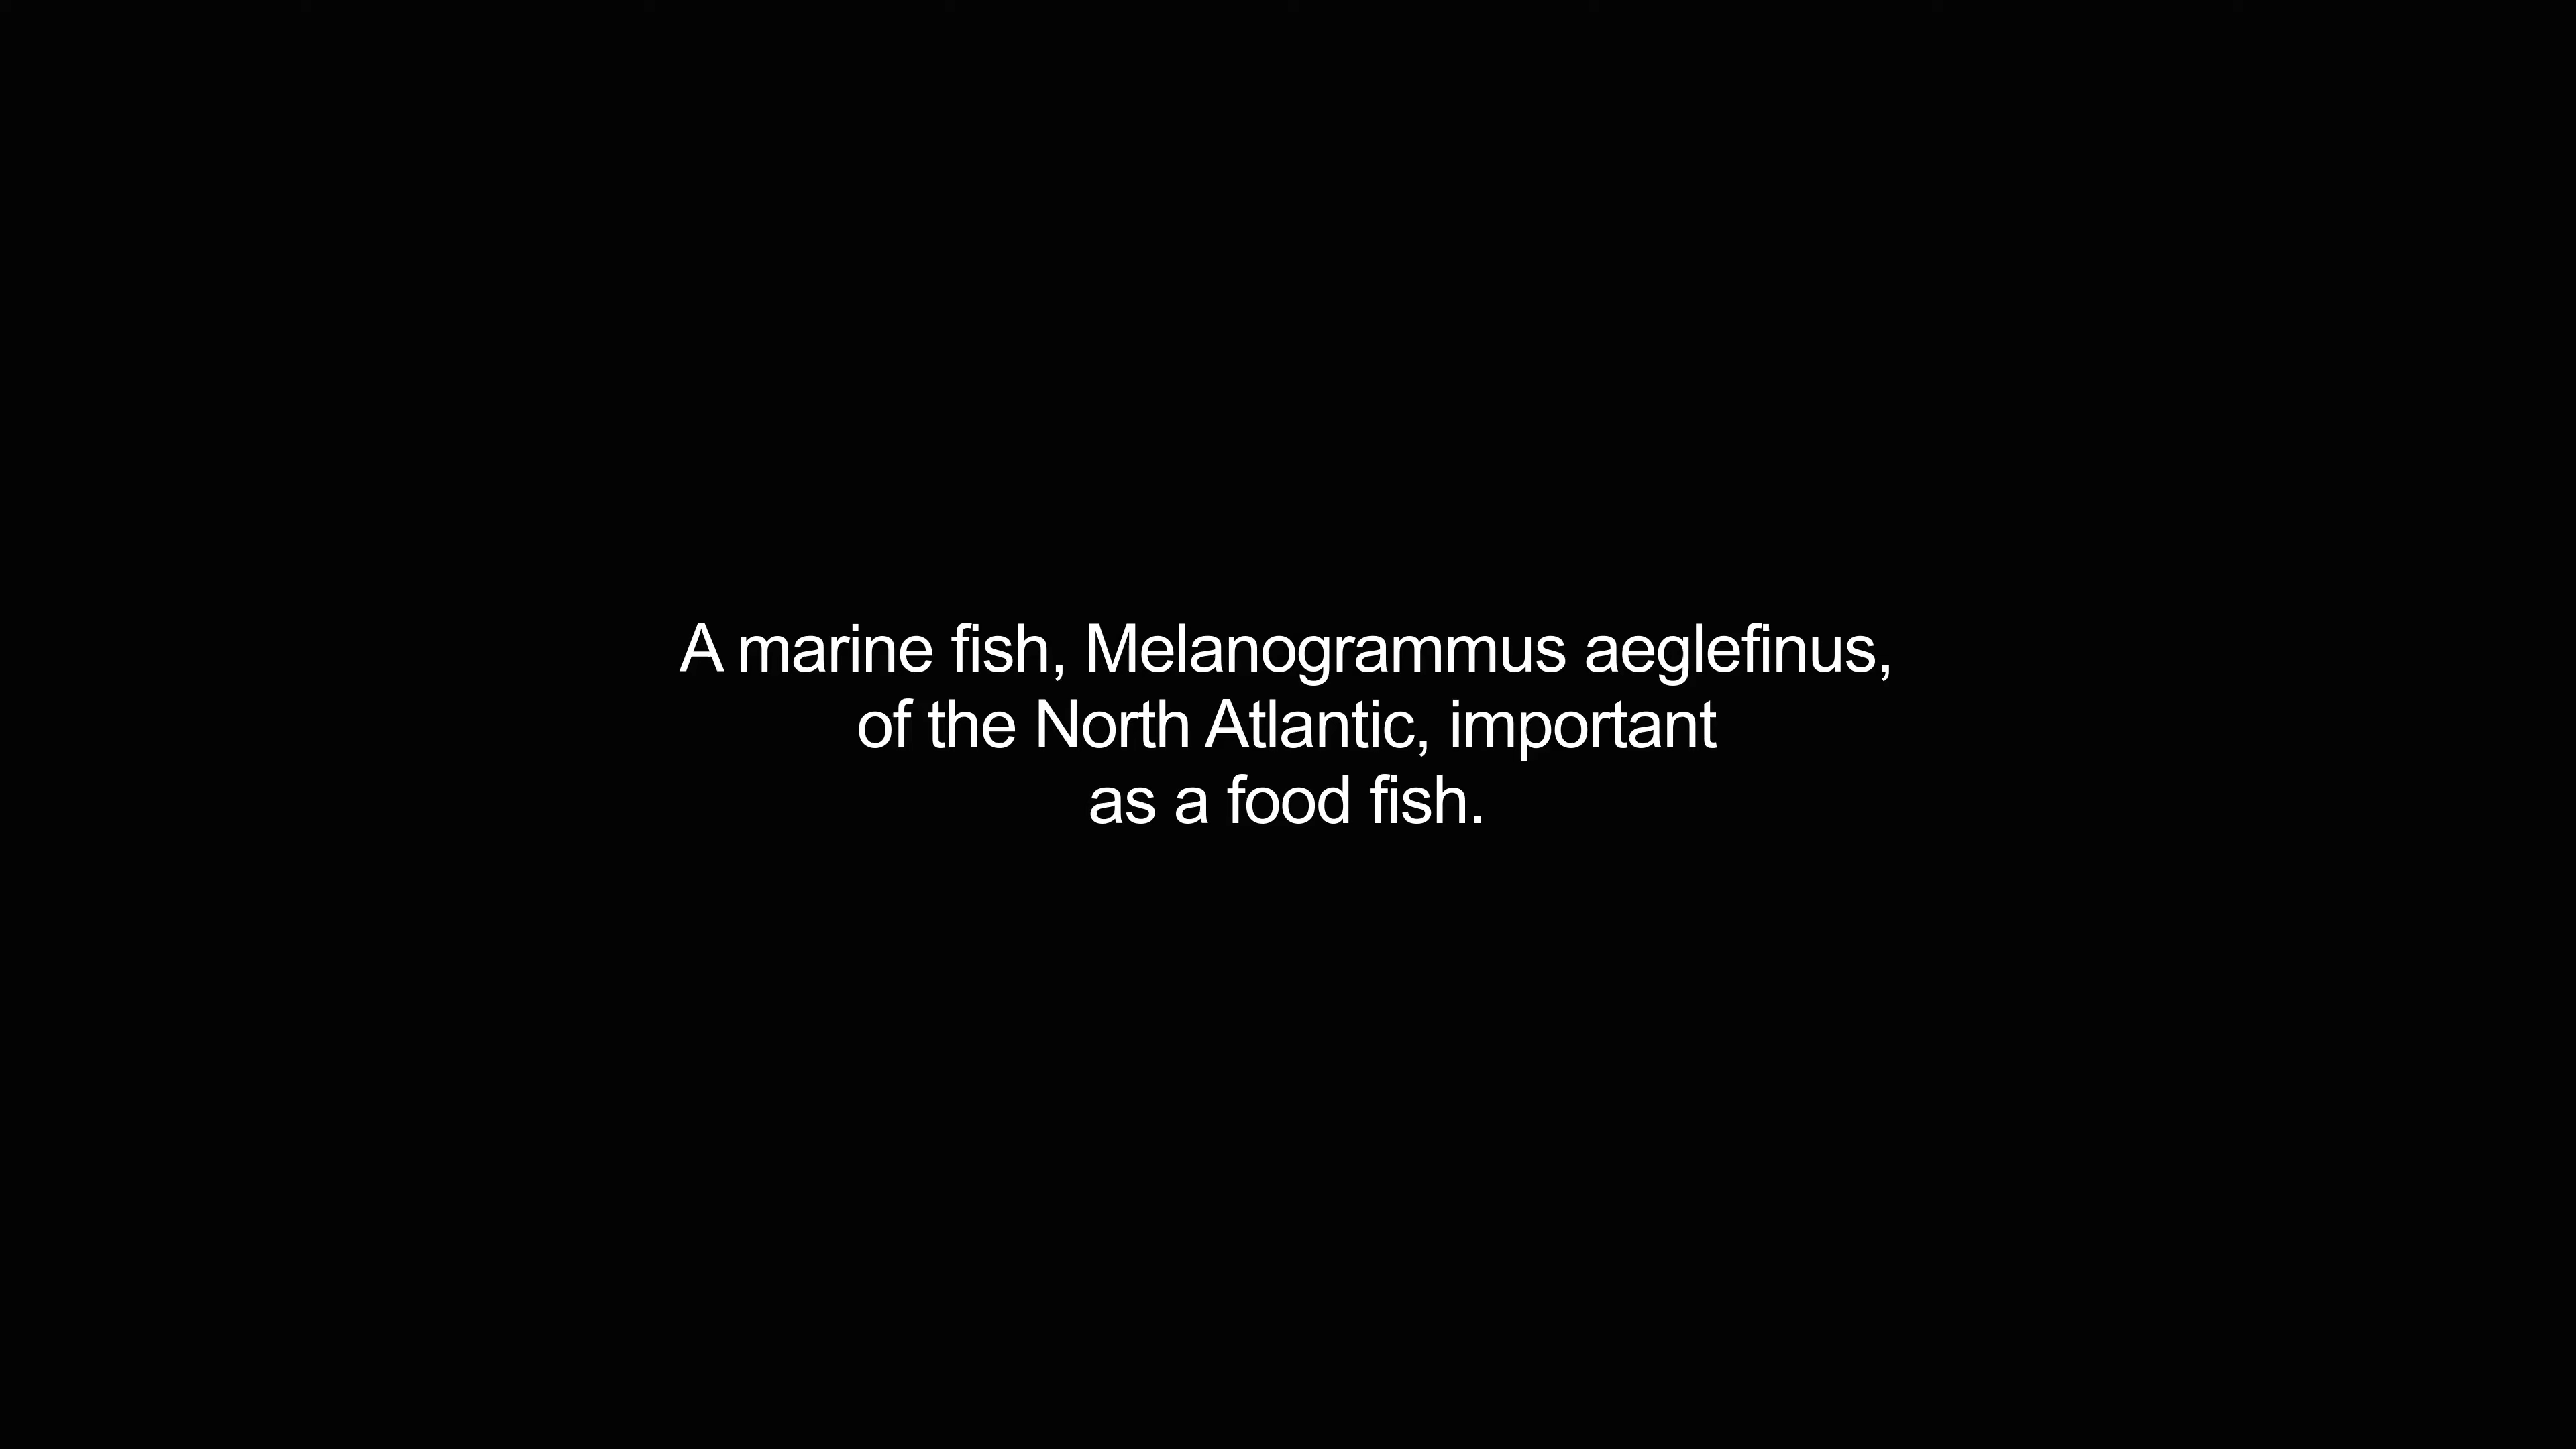 A marine fish, Melanogrammus aeglefinus,
of the North Atlantic, important
as a food fish.